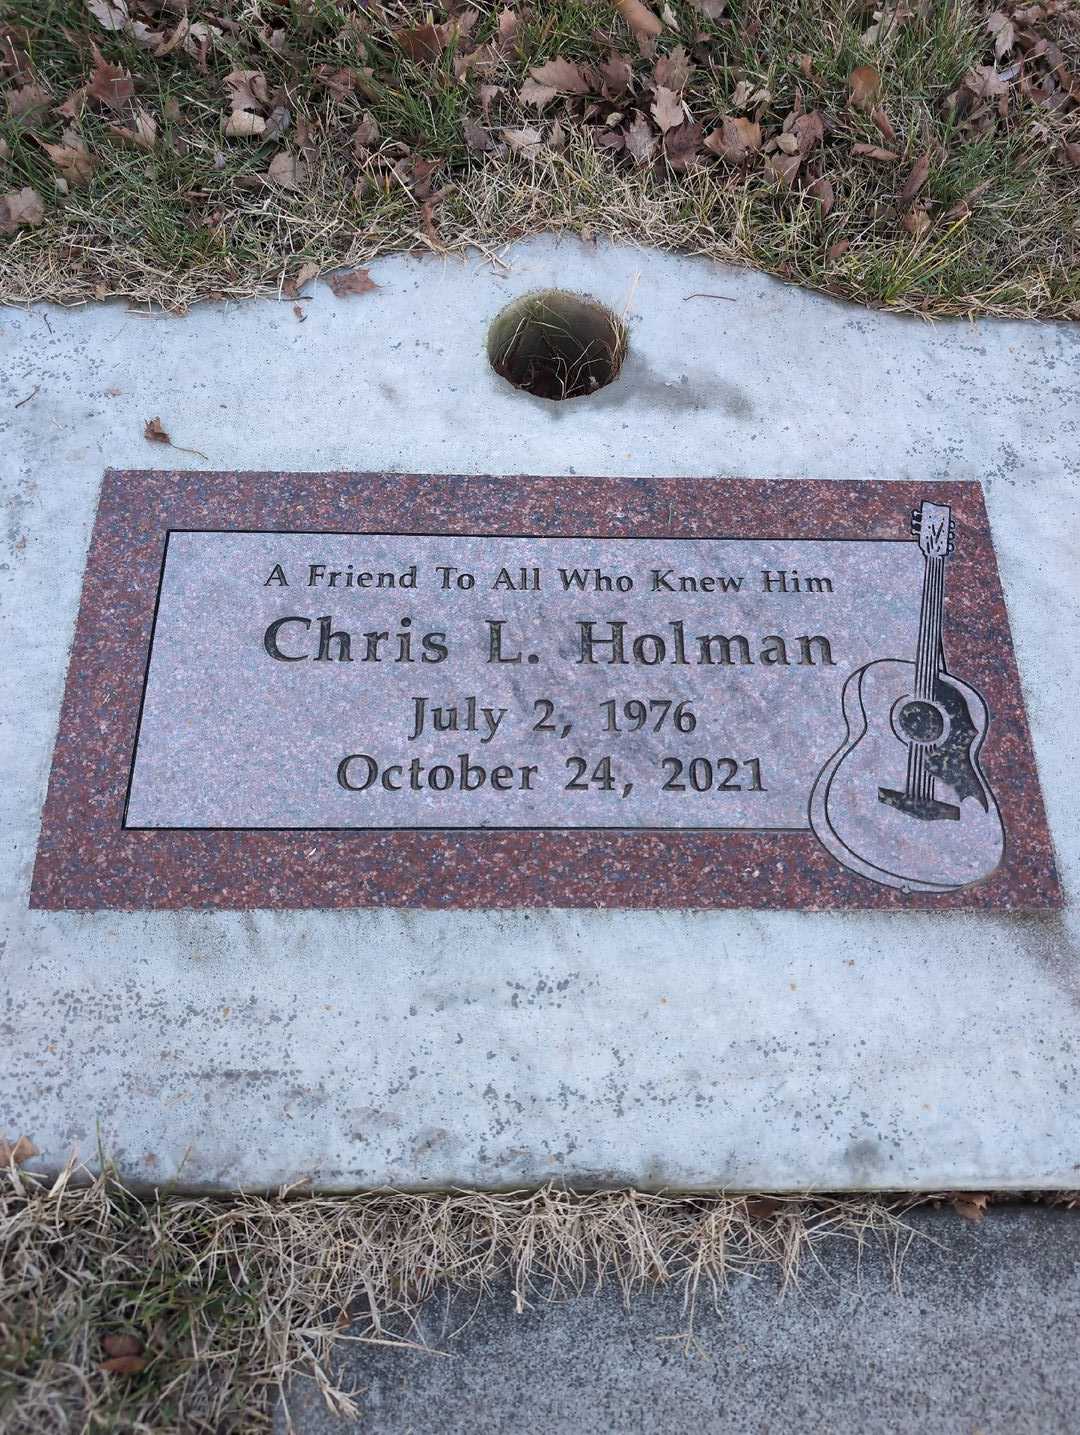 A Friend To All Who Knew Him
Chris L. Holman
July 2, 1976
October 24, 2021